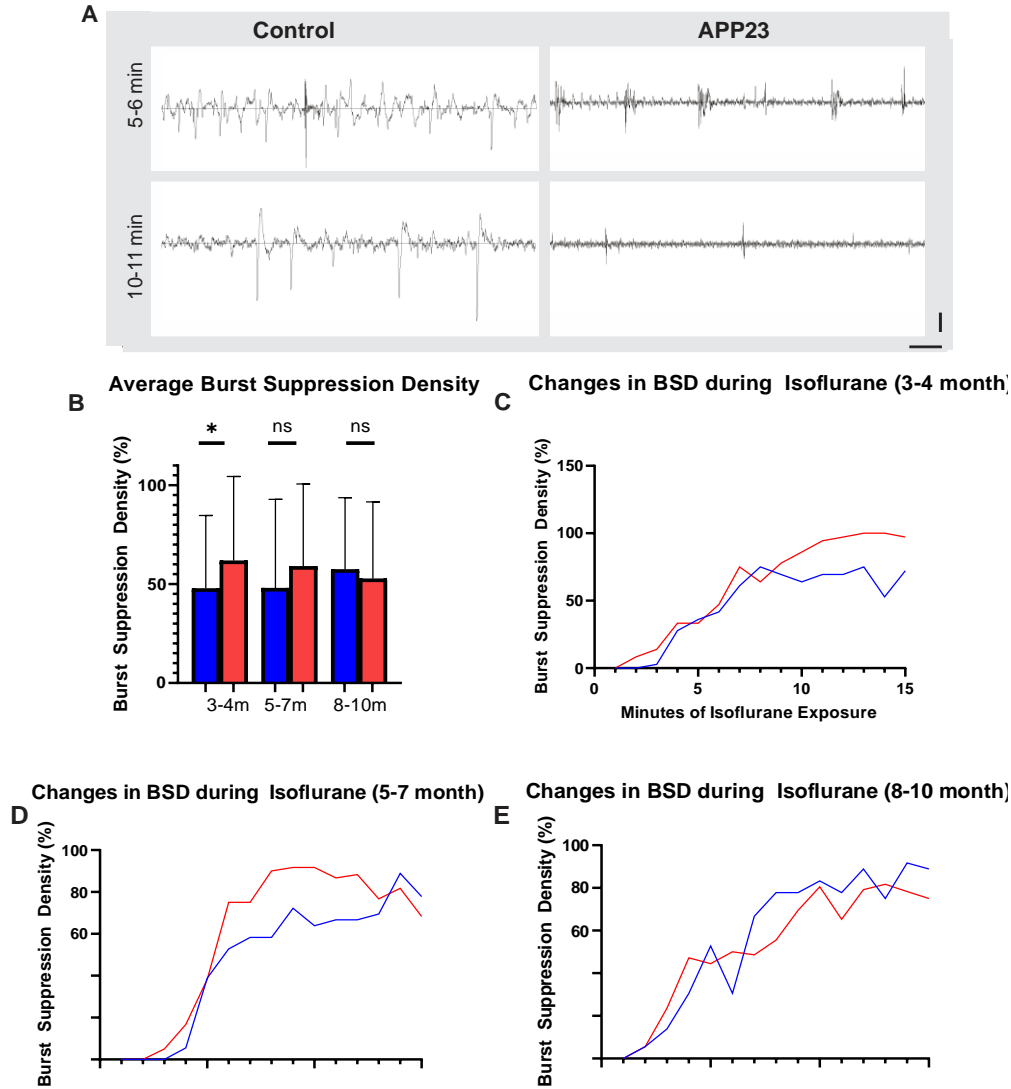 A
Control
APP23
5-6 min
10-11 min
Average Burst Suppression Density
B
Burst Suppression Density (%)
100
50
0
*
ns
ns
3-4m
5-7m
8-10m
Changes in BSD during Isoflurane (3-4 month)
C
Burst Suppression Density (%)
150
100
50
0
0
5
10
15
Minutes of Isoflurane Exposure
Changes in BSD during Isoflurane (5-7 month)
D
Burst Suppression Density (%)
100
80
60
Changes in BSD during Isoflurane (8-10 month)
E
Burst Suppression Density (%)
100
80
60